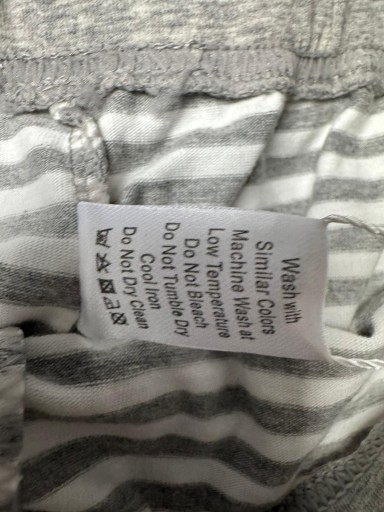 Wash with
Similar Colors
Machine Wash at
Low Temperature
Do Not Bleach
Do Not Tumble Dry
Cool Iron
Do Not Dry Clean